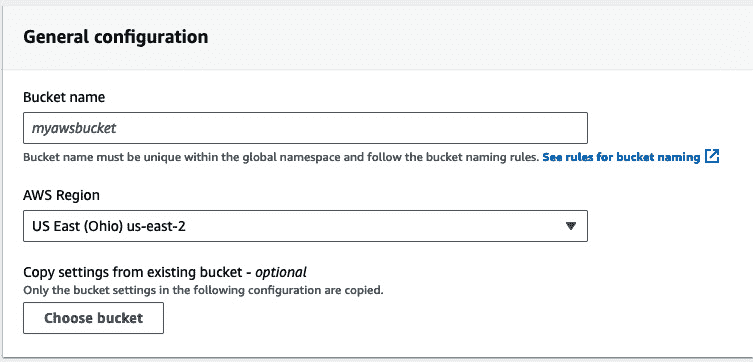 General configuration
Bucket name
myawsbucket
Bucket name must be unique within the global namespace and follow the bucket naming rules. See rules for bucket naming
AWS Region
US East (Ohio) us-east-2
Copy settings from existing bucket - optional
Only the bucket settings in the following configuration are copied.
Choose bucket